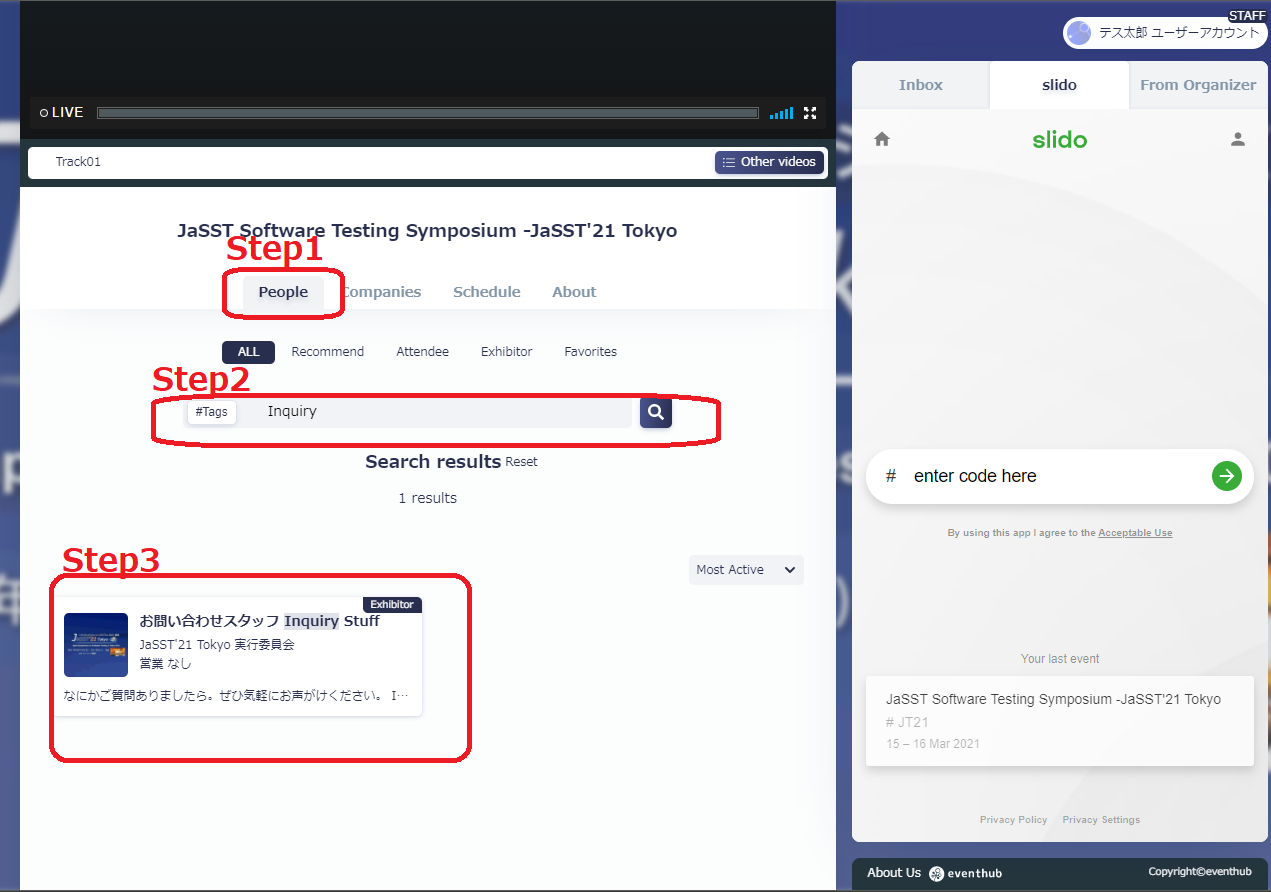 LIVE
Track01
Other videos
JaSST Software Testing Symposium -JaSST'21 Tokyo
Step1
People
Companies
Schedule
About
ALL
Recommend
Attendee
Exhibitor
Favorites
Step2
#Tags
Inquiry
Search results Reset
1 results
Step3
Most Active
Exhibitor
お問い合わせスタッフ Inquiry Stuff
JaSST'21 Tokyo 実行委員会
営業 なし
なにかご質問ありましたら。ぜひ気軽にお声がけください。 I…
STAFF
テス太郎 ユーザーアカウント
Inbox
slido
From Organizer
slido
# enter code here
By using this app I agree to the Acceptable Use
Your last event
JaSST Software Testing Symposium -JaSST'21 Tokyo
# JT21
15 – 16 Mar 2021
Privacy Policy
Privacy Settings
About Us
eventhub
Copyright©eventhub